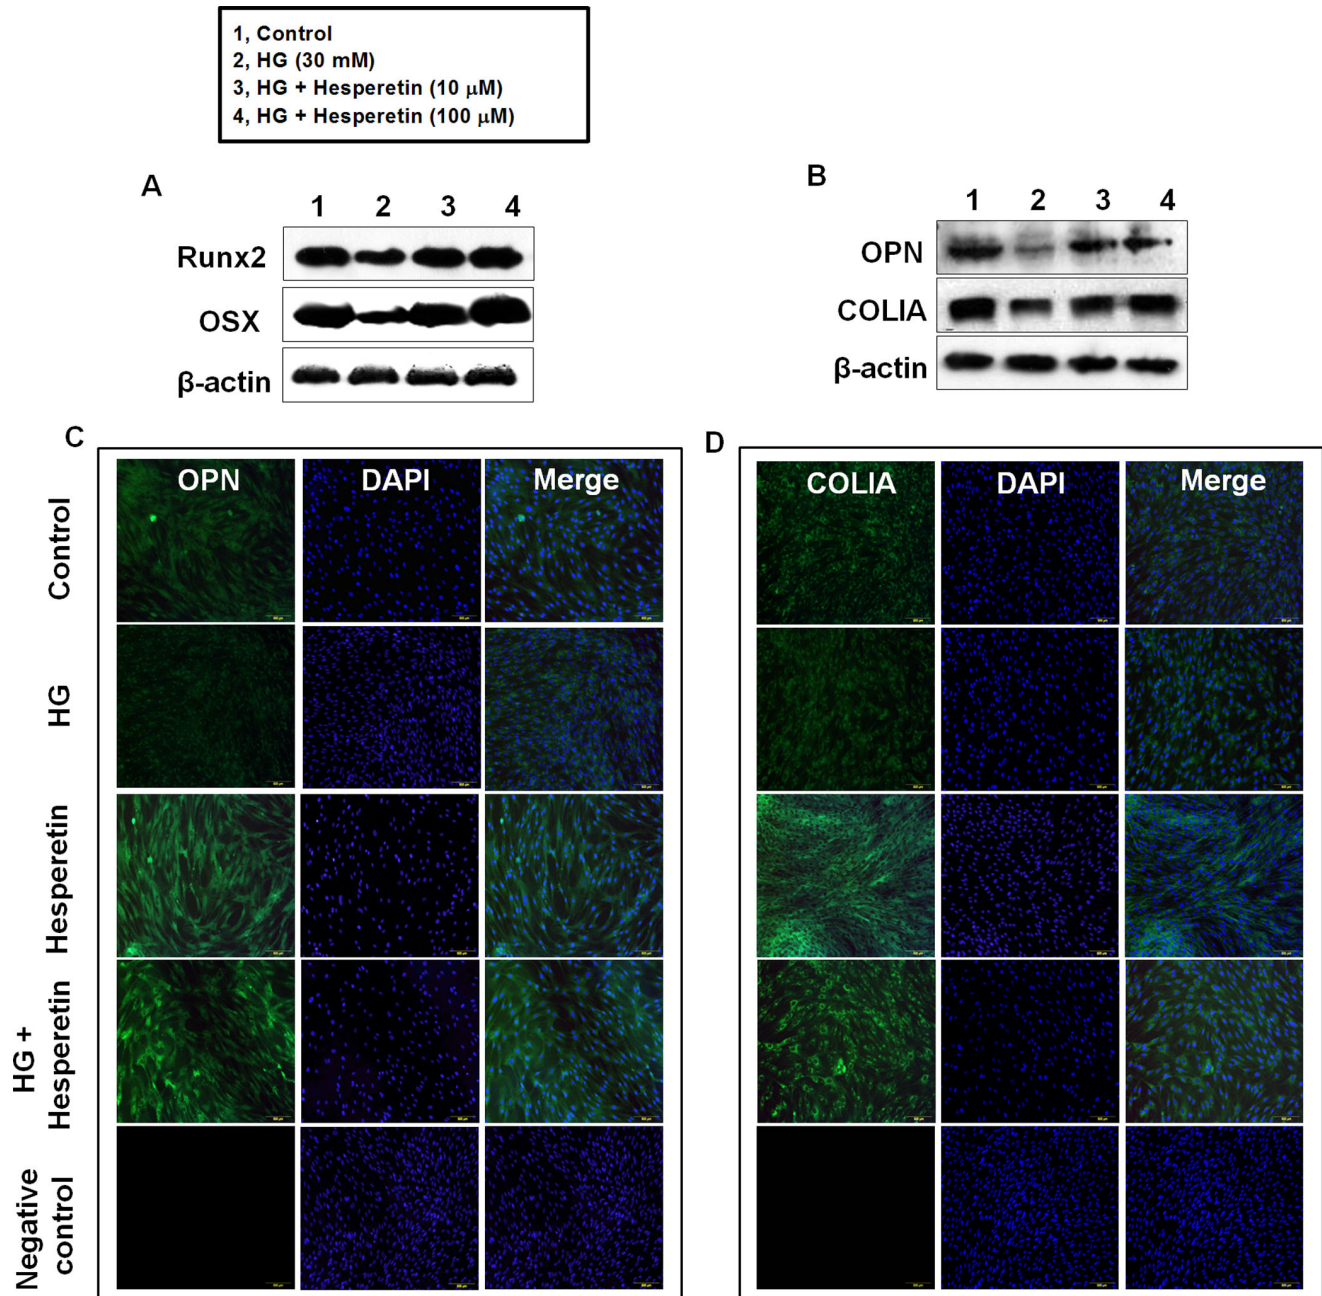 1, Control
2, HG (30 mM)
3, HG + Hesperetin (10 μM)
4, HG + Hesperetin (100 μM)
A
1 2 3 4
Runx2
OSX
β-actin
B
1 2 3 4
OPN
COLIA
β-actin
C
OPN DAPI Merge
Control
HG
Hesperetin
HG +
Hesperetin
Negative
control
D
COLIA DAPI Merge